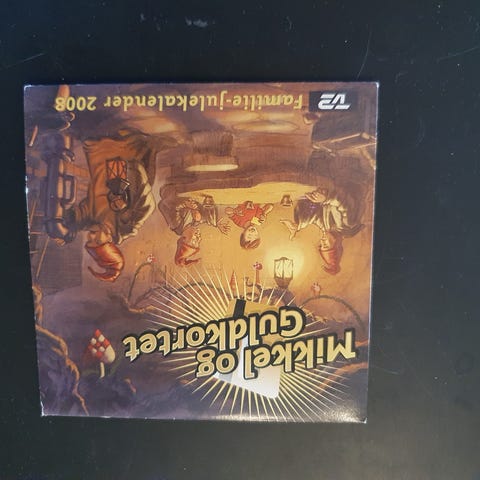 Mikkel og
Guldkortet
TV2
Familie-julekalender 2008